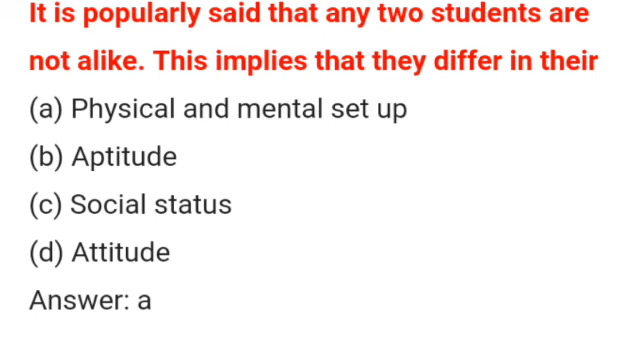 It is popularly said that any two students are
not alike. This implies that they differ in their
(a) Physical and mental set up
(b) Aptitude
(c) Social status
(d) Attitude
Answer: a